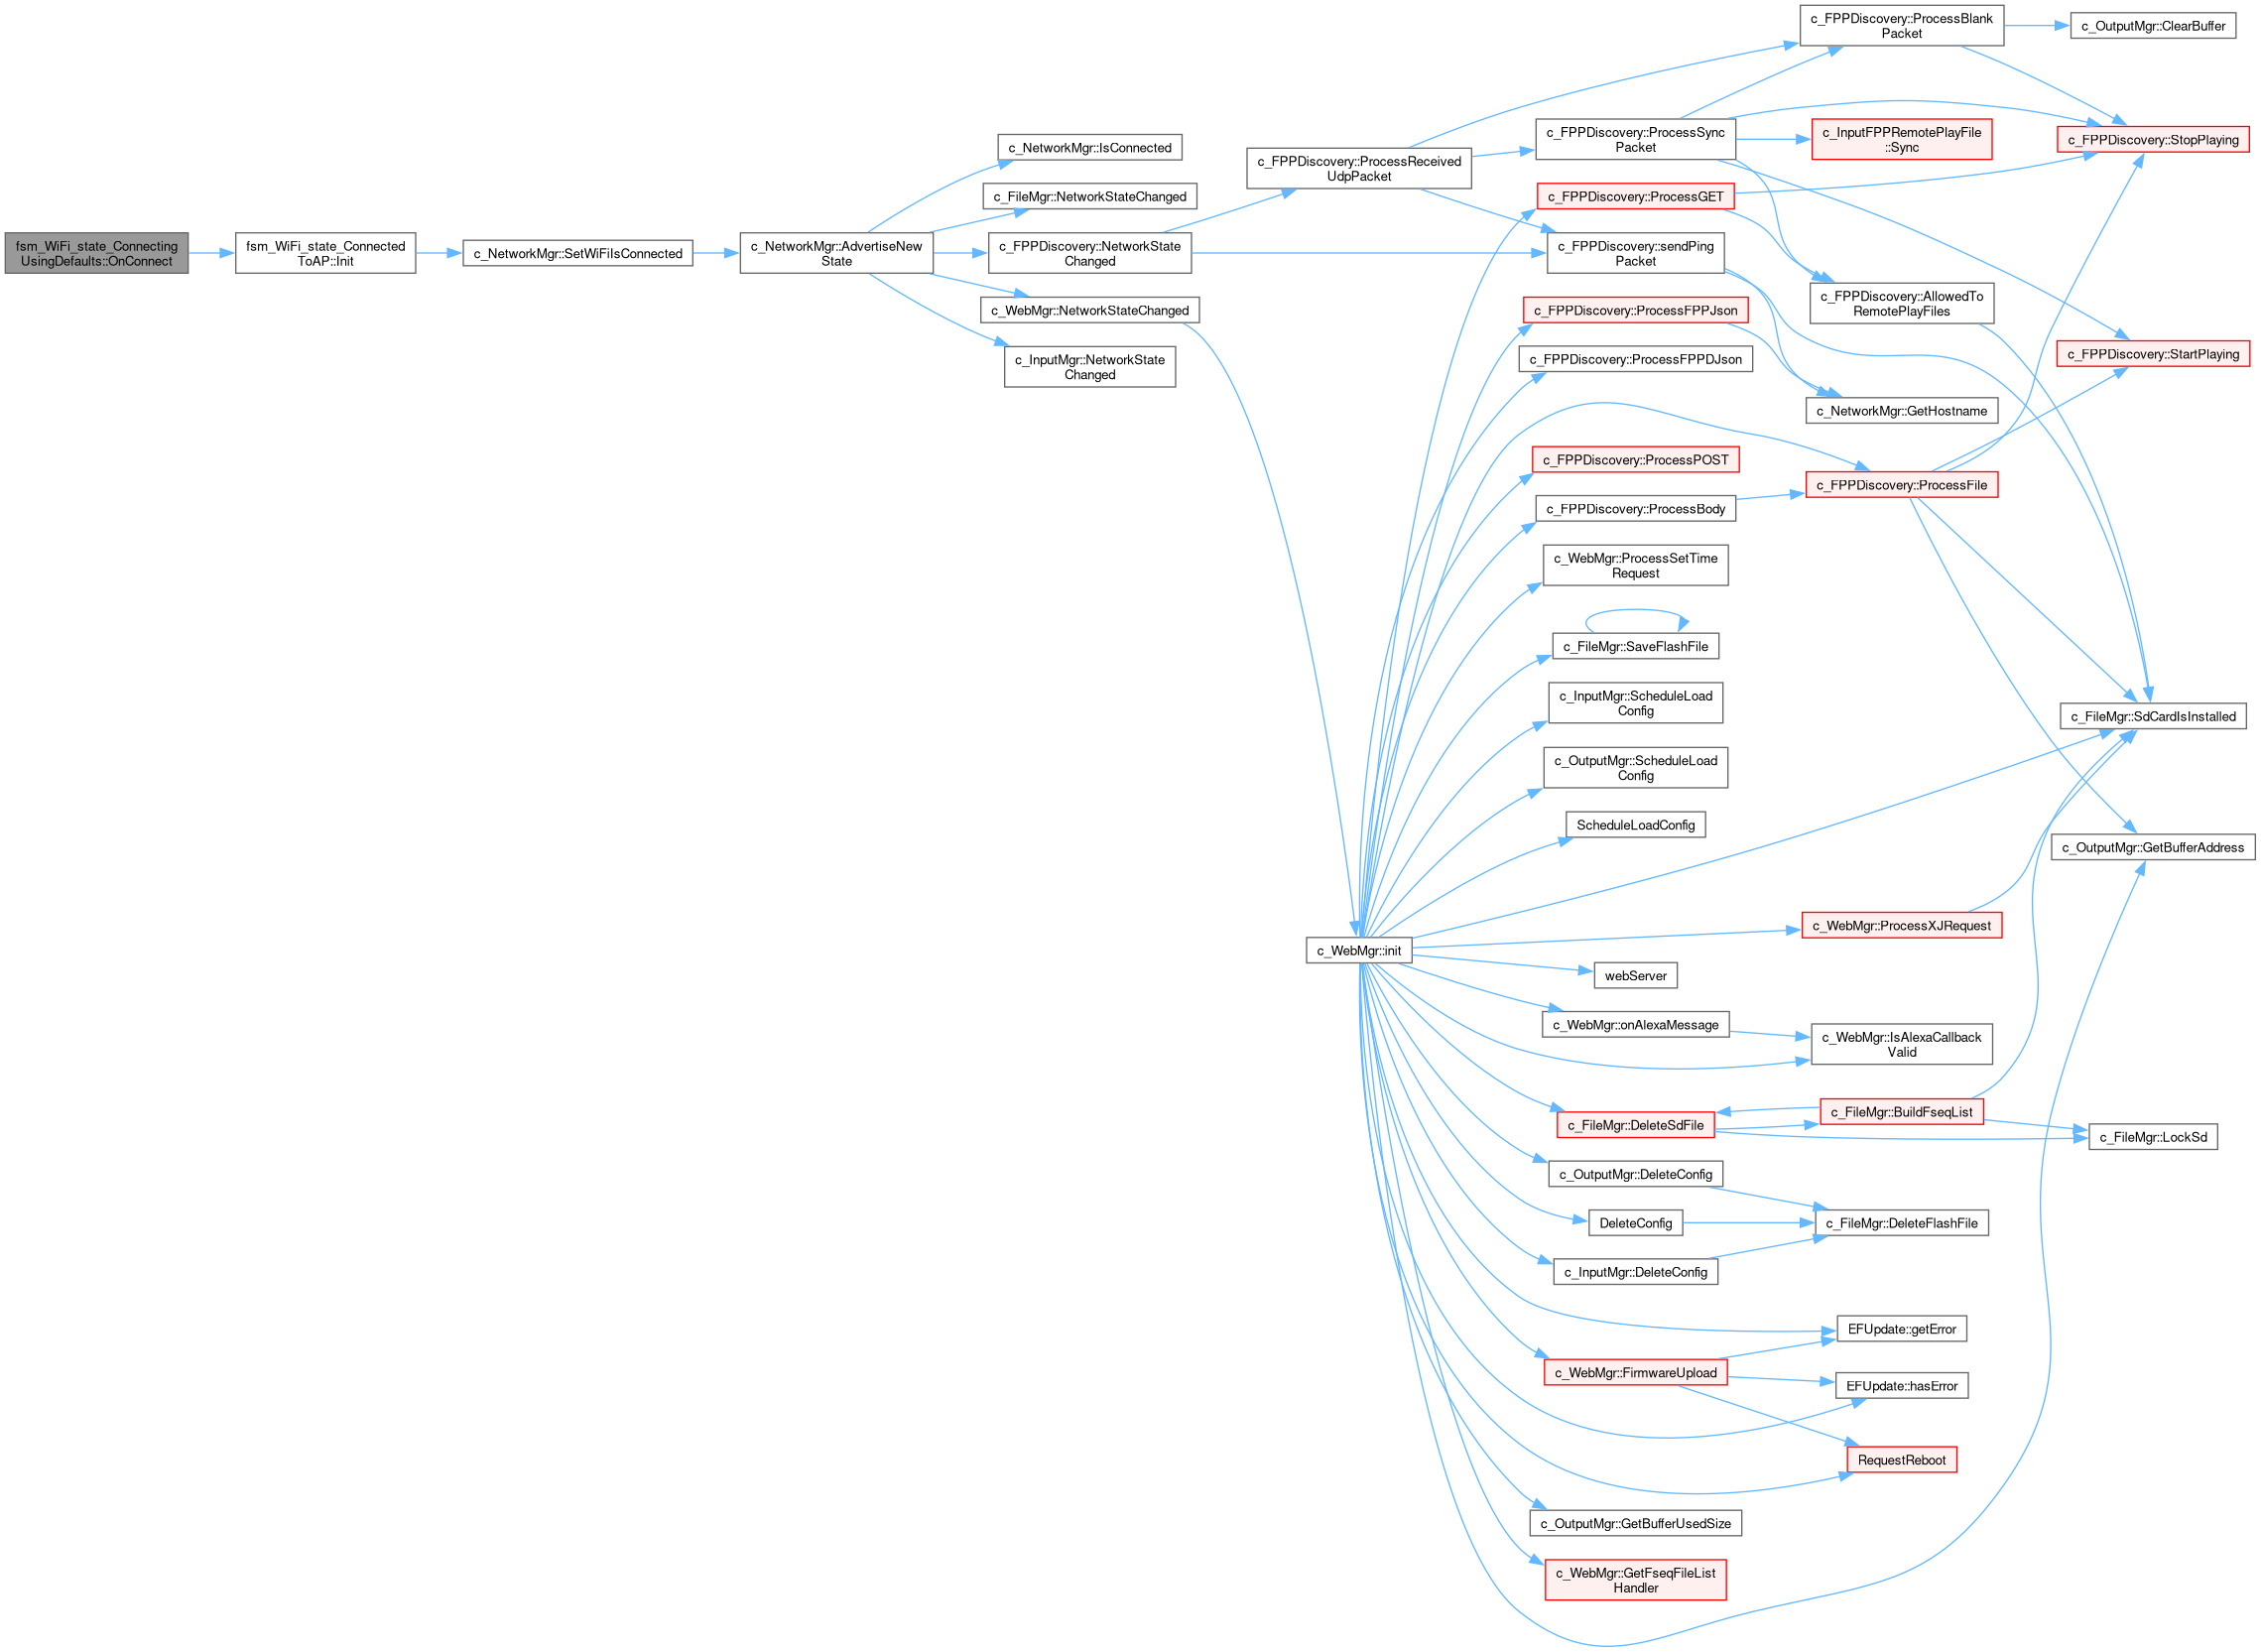 fsm_WiFi_state_Connecting
UsingDefaults::OnConnect
fsm_WiFi_state_Connected
ToAP::Init
c_NetworkMgr::SetWiFiIsConnected
c_NetworkMgr::AdvertiseNew
State
c_NetworkMgr::IsConnected
c_FileMgr::NetworkStateChanged
c_FPPDiscovery::NetworkState
Changed
c_WebMgr::NetworkStateChanged
c_InputMgr::NetworkState
Changed
c_FPPDiscovery::ProcessReceived
UdpPacket
c_WebMgr::init
c_FPPDiscovery::ProcessSync
Packet
c_FPPDiscovery::ProcessGET
c_FPPDiscovery::sendPing
Packet
c_FPPDiscovery::ProcessFPPJson
c_FPPDiscovery::ProcessFPPDJson
c_FPPDiscovery::ProcessPOST
c_FPPDiscovery::ProcessBody
c_WebMgr::ProcessSetTime
Request
c_FileMgr::SaveFlashFile
c_InputMgr::ScheduleLoad
Config
c_OutputMgr::ScheduleLoad
Config
ScheduleLoadConfig
webServer
c_WebMgr::onAlexaMessage
c_FileMgr::DeleteSdFile
c_OutputMgr::DeleteConfig
DeleteConfig
c_InputMgr::DeleteConfig
c_WebMgr::FirmwareUpload
c_OutputMgr::GetBufferUsedSize
c_WebMgr::GetFseqFileList
Handler
c_FPPDiscovery::ProcessBlank
Packet
c_InputFPPRemotePlayFile
::Sync
c_FPPDiscovery::AllowedTo
RemotePlayFiles
c_NetworkMgr::GetHostname
c_FPPDiscovery::ProcessFile
c_WebMgr::ProcessXJRequest
c_WebMgr::IsAlexaCallback
Valid
c_FileMgr::BuildFseqList
c_FileMgr::DeleteFlashFile
EFUpdate::getError
EFUpdate::hasError
RequestReboot
c_OutputMgr::ClearBuffer
c_FPPDiscovery::StopPlaying
c_FPPDiscovery::StartPlaying
c_FileMgr::SdCardIsInstalled
c_OutputMgr::GetBufferAddress
c_FileMgr::LockSd